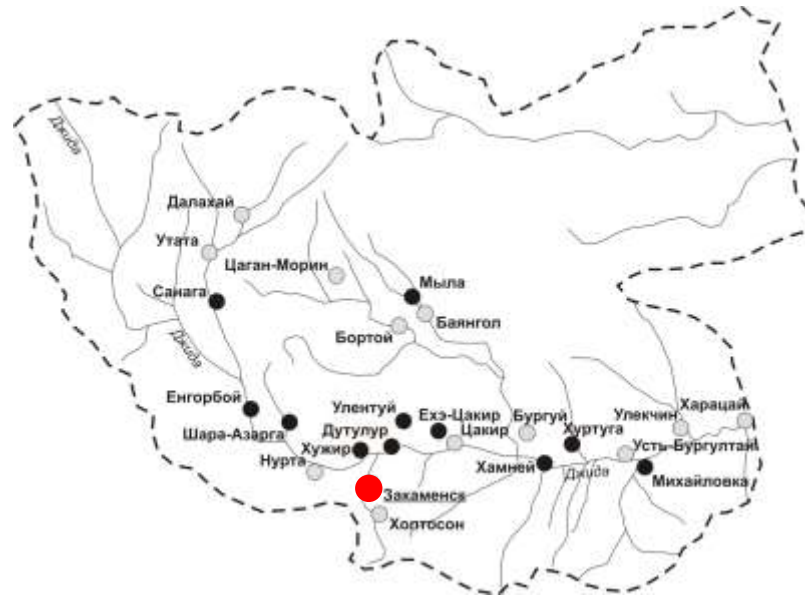 Джида
Далахай
Утата
Цаган-Морин
Санага
Мыла
Баянгол
Бортой
Джида
Енгорбой
Улентуй
Ехэ-Цакир
Бургуй
Улекчин
Харацай
Шара-Азарга
Дутулур
Цакир
Хуртуга
Хужир
Усть-Бургултай
Нурта
Хамней
Джида
Михайловка
Закаменск
Холтосон